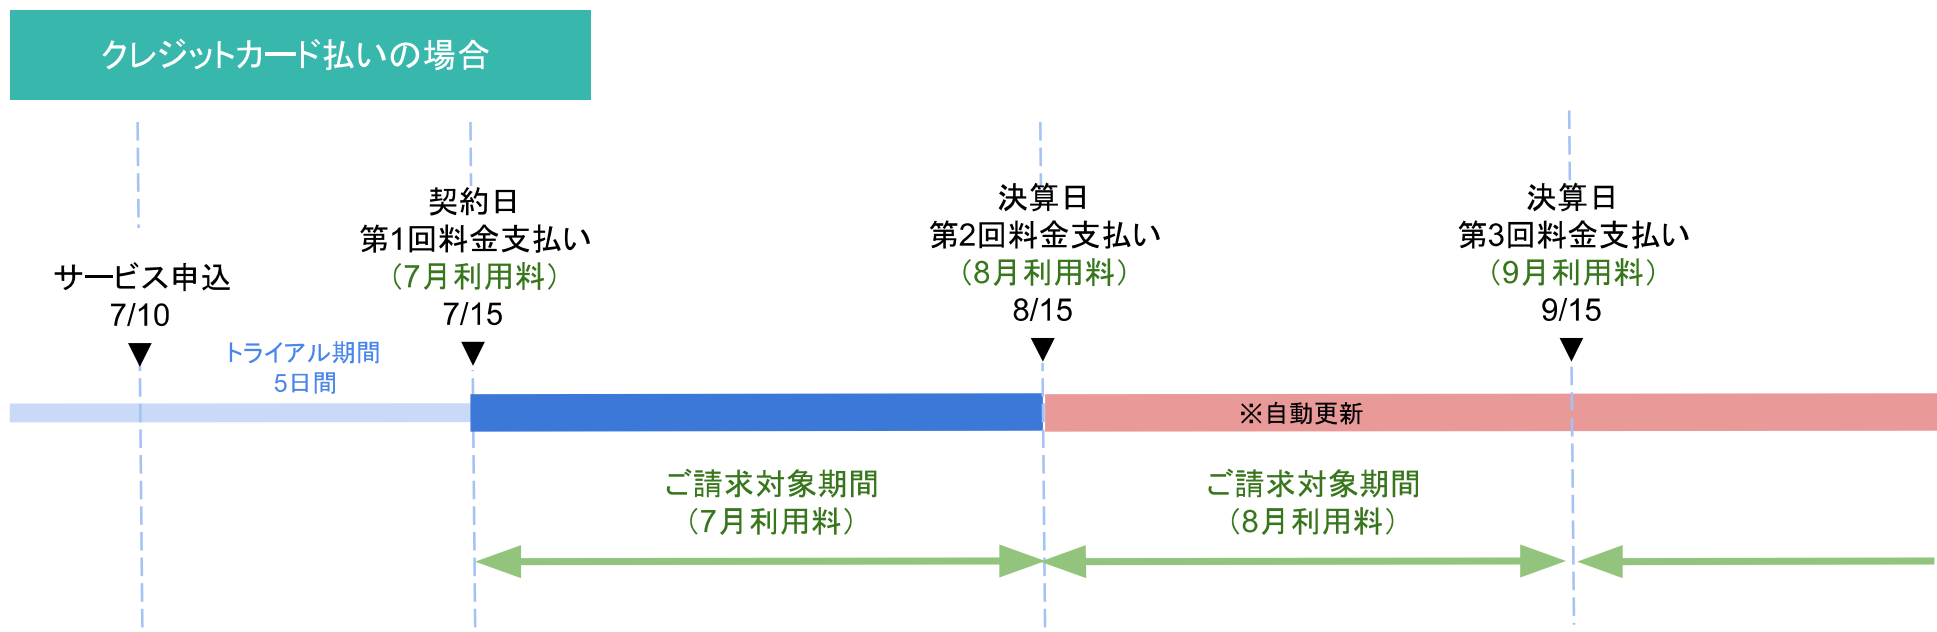 クレジットカード払いの場合
サービス申込
7/10
トライアル期間
5日間
契約日
第1回料金支払い
（7月利用料）
7/15
決算日
第2回料金支払い
（8月利用料）
8/15
決算日
第3回料金支払い
（9月利用料）
9/15
※自動更新
ご請求対象期間
（7月利用料）
ご請求対象期間
（8月利用料）